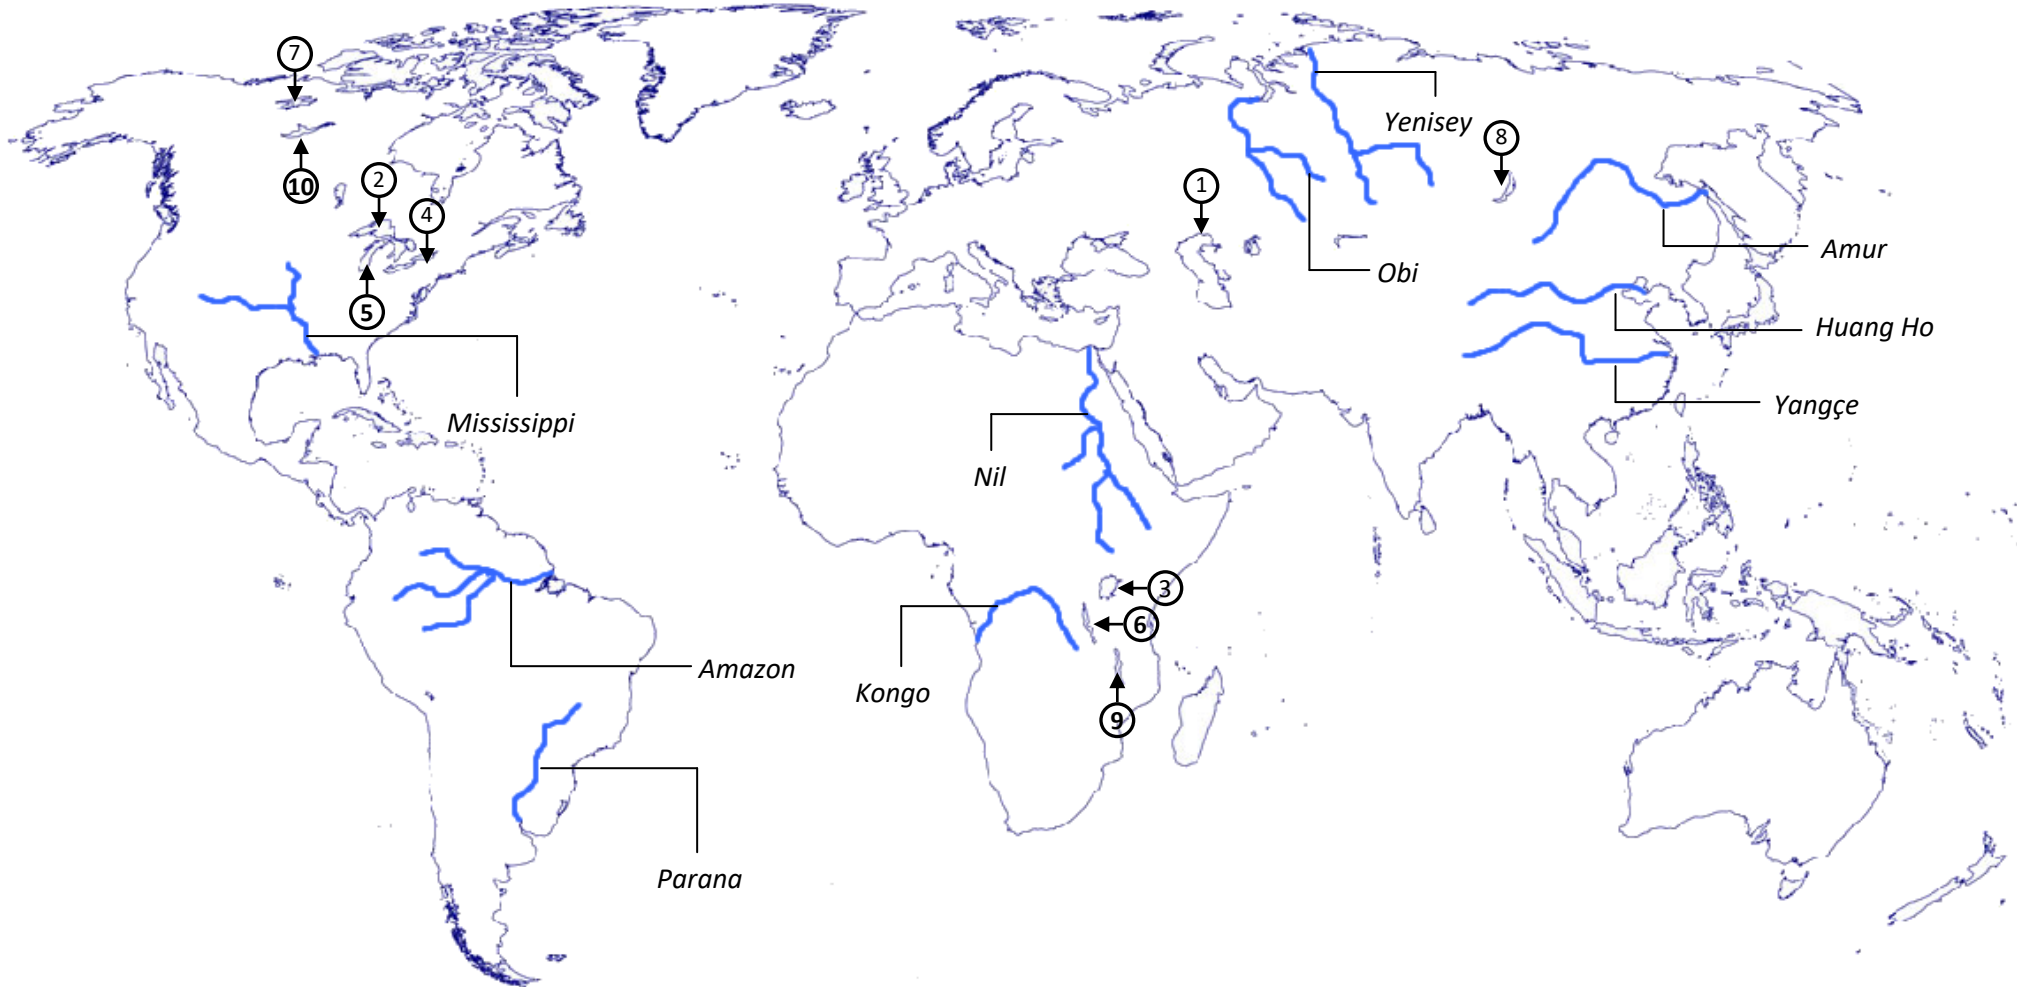 7
Yenisey
8
10
2
1
4
Amur
Obi
5
Huang Ho
Yangçe
Mississippi
Nil
3
6
Amazon
Kongo
9
Parana